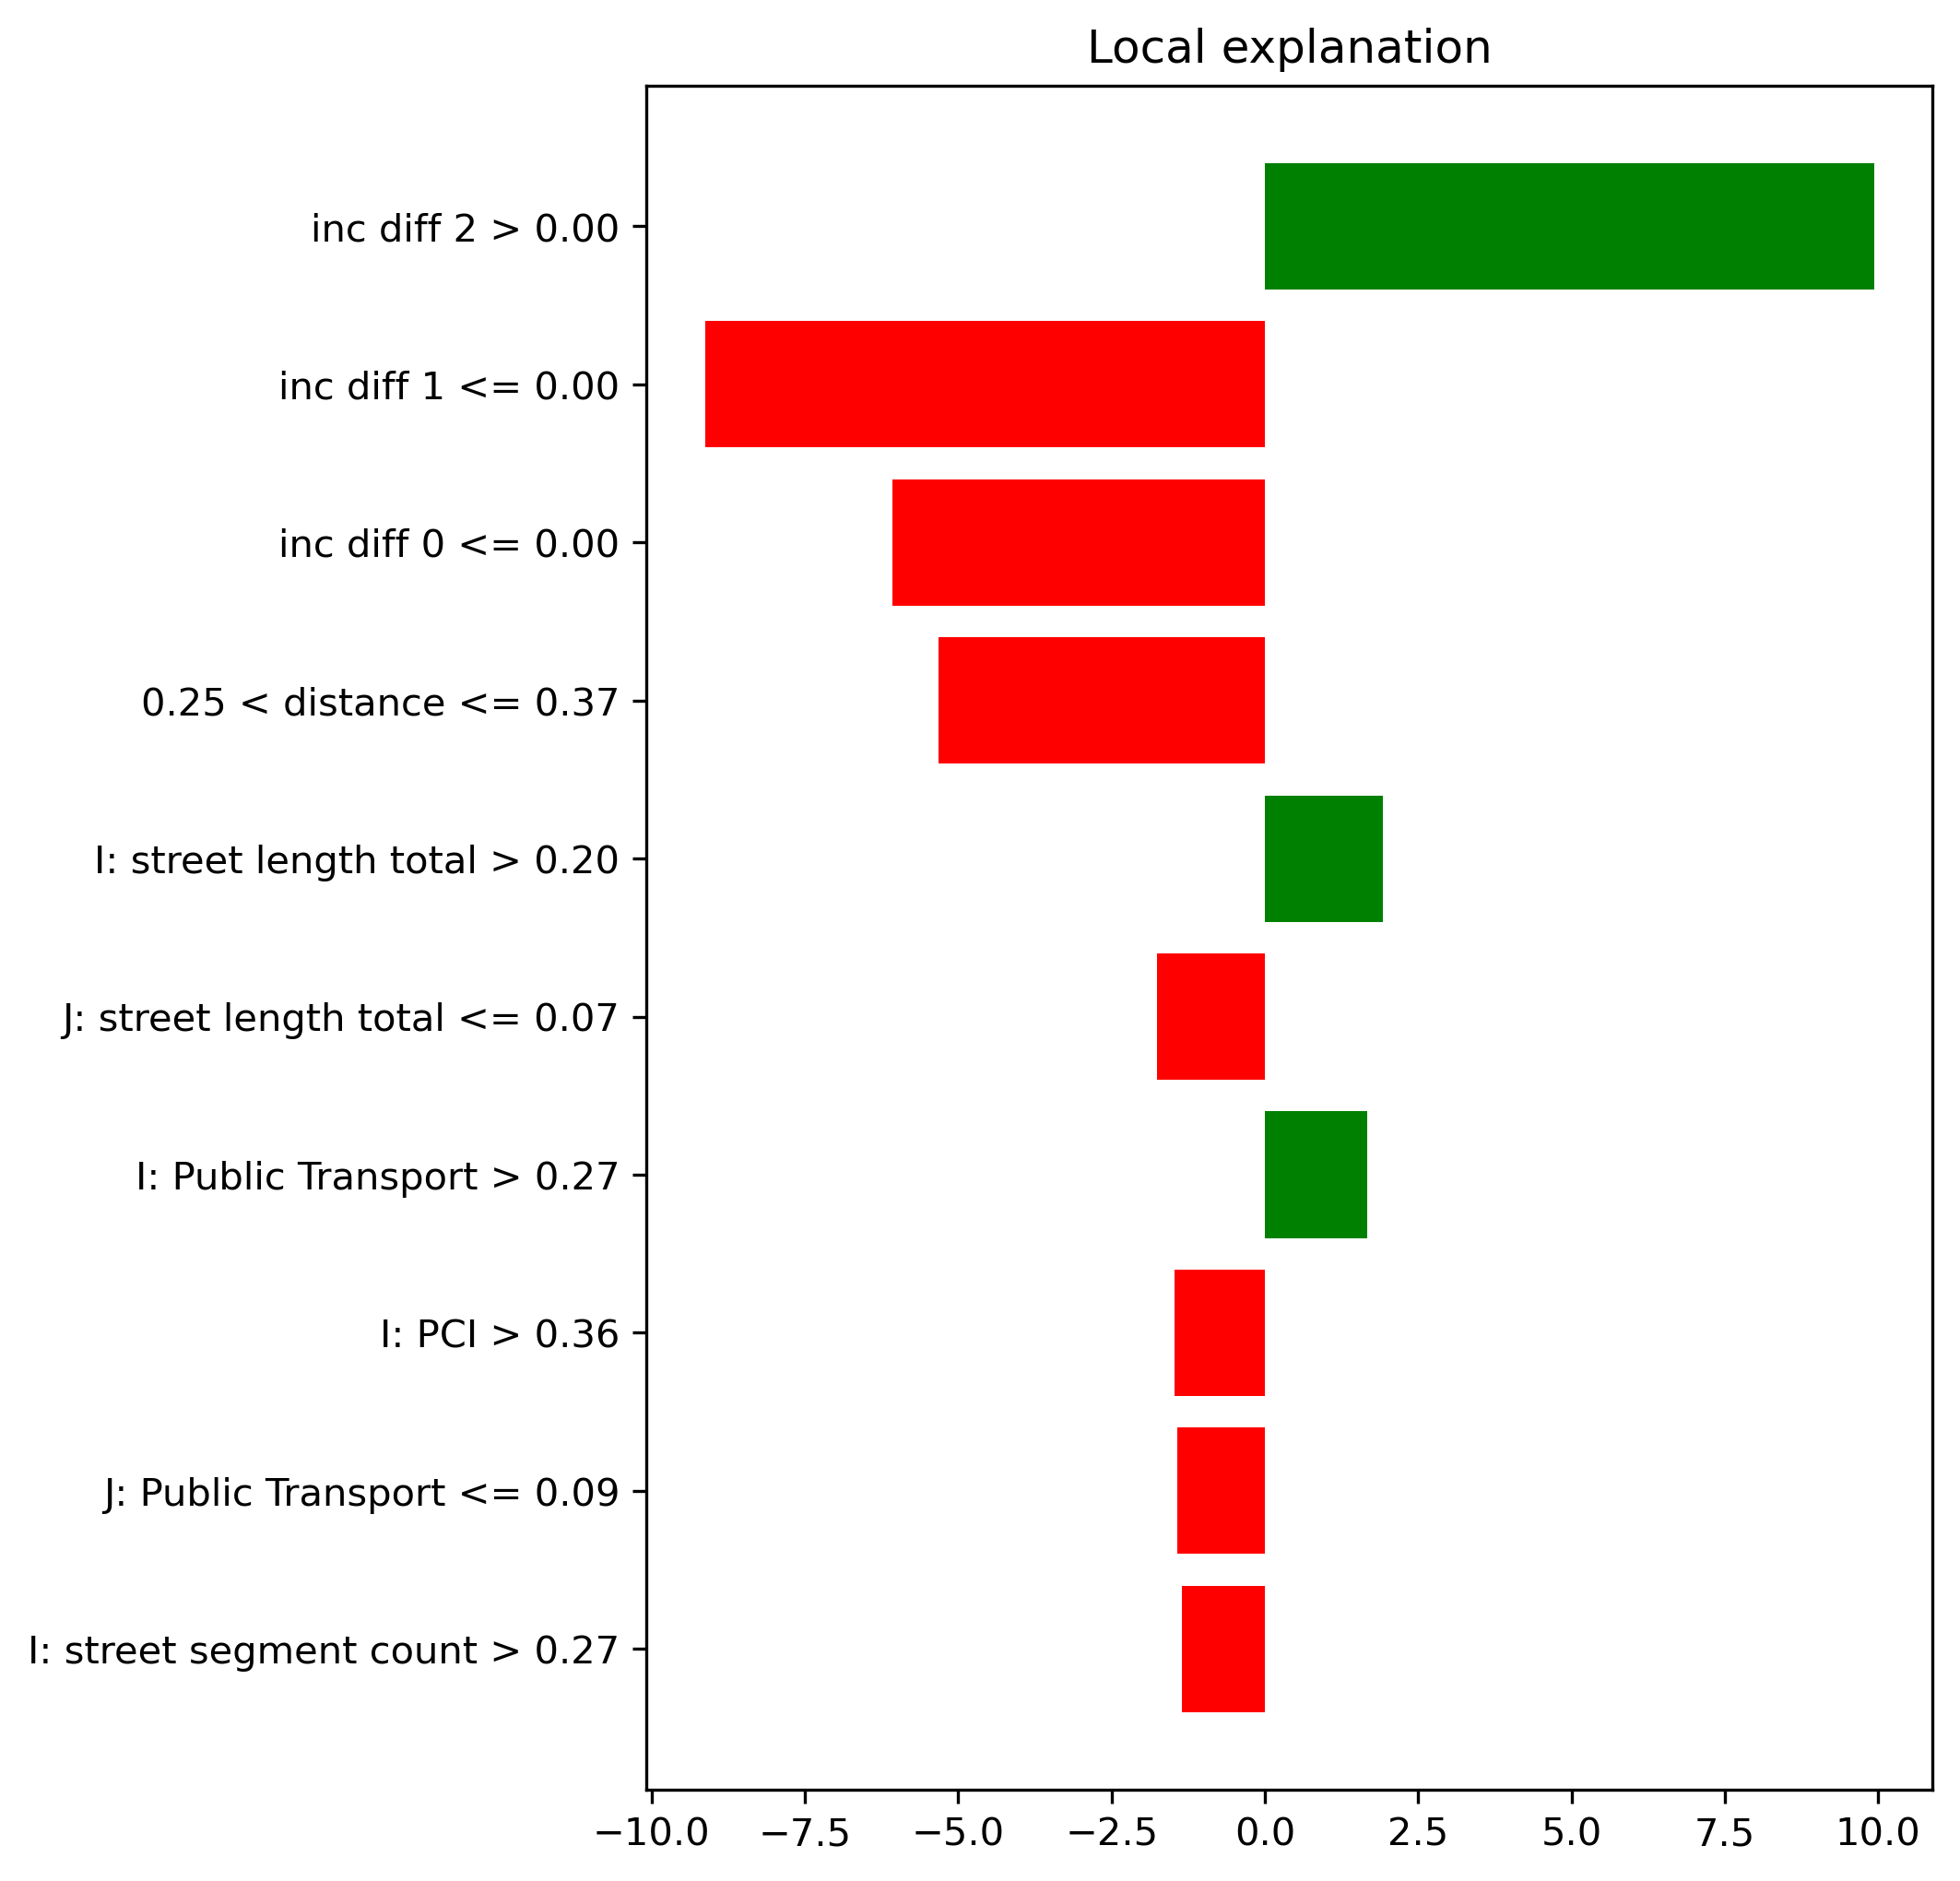 Local explanation
inc diff 2 > 0.00
inc diff 1 <= 0.00
inc diff 0 <= 0.00
0.25 < distance <= 0.37
I: street length total > 0.20
J: street length total <= 0.07
I: Public Transport > 0.27
I: PCI > 0.36
J: Public Transport <= 0.09
I: street segment count > 0.27
−10.0 −7.5 −5.0 −2.5 0.0 2.5 5.0 7.5 10.0